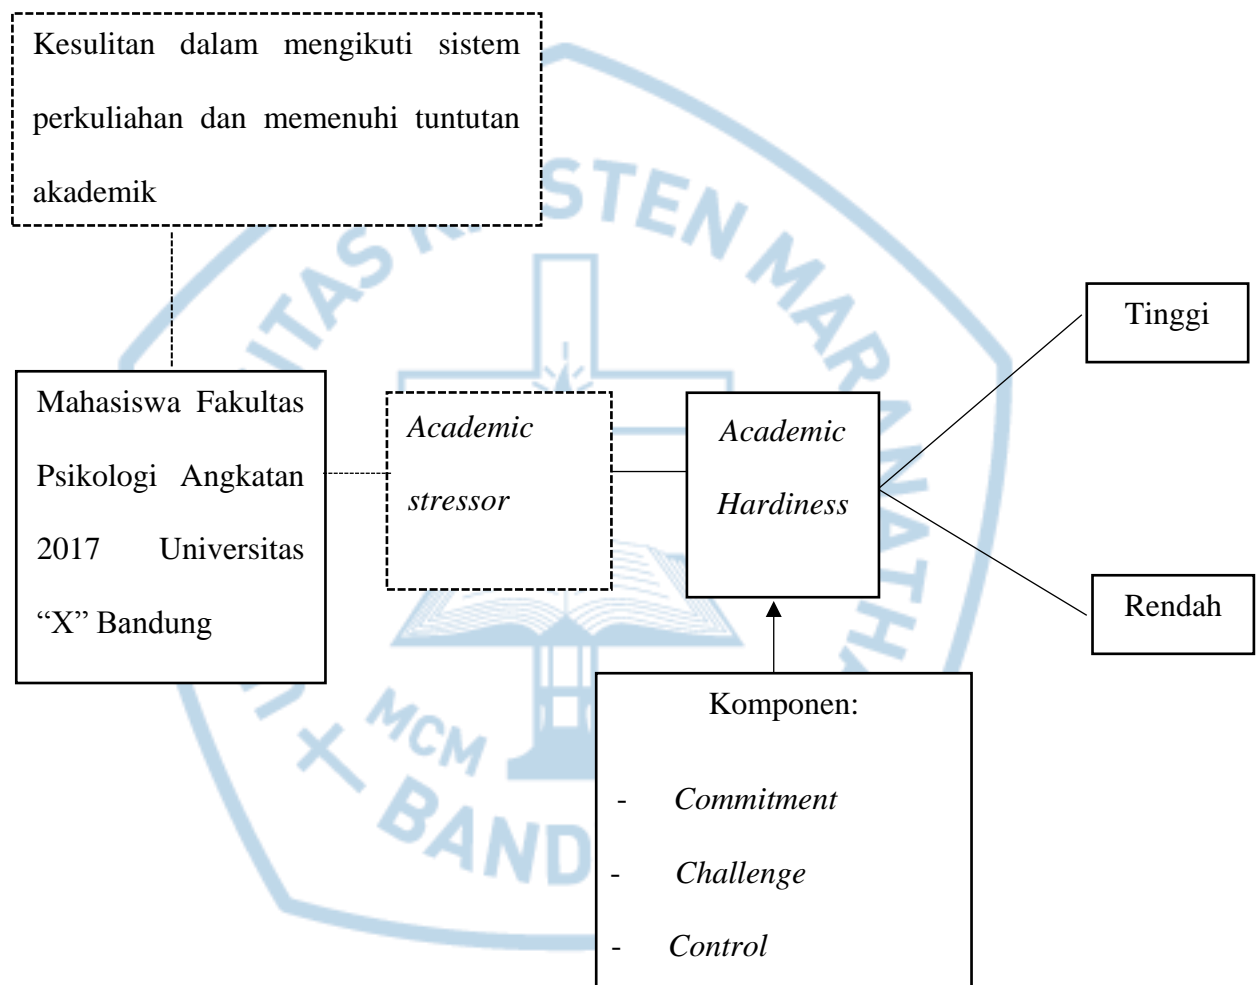 Kesulitan dalam mengikuti sistem
perkuliahan dan memenuhi tuntutan
akademik
Tinggi
Mahasiswa Fakultas
Psikologi Angkatan
2017 Universitas
“X” Bandung
Academic
stressor
Academic
Hardiness
Rendah
Komponen:
- Commitment
- Challenge
- Control
MCM